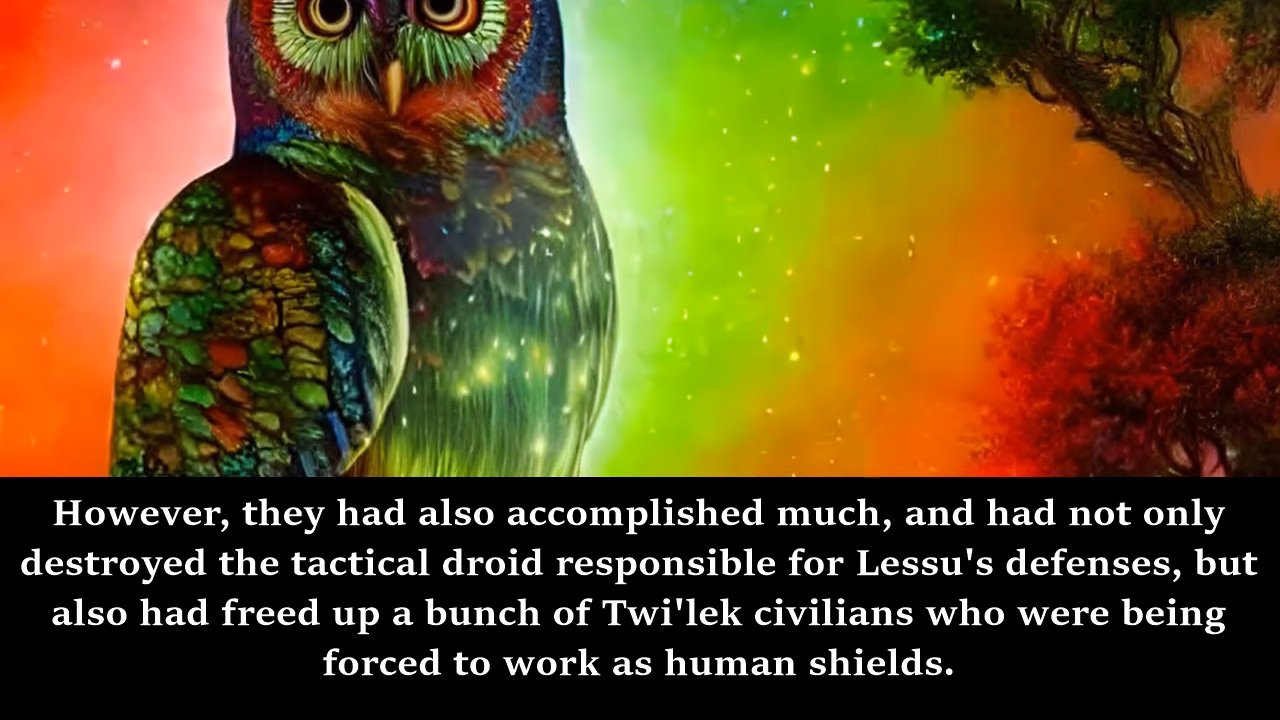 However, they had also accomplished much, and had not only
destroyed the tactical droid responsible for Lessu's defenses, but
also had freed up a bunch of Twi'lek civilians who were being
forced to work as human shields.